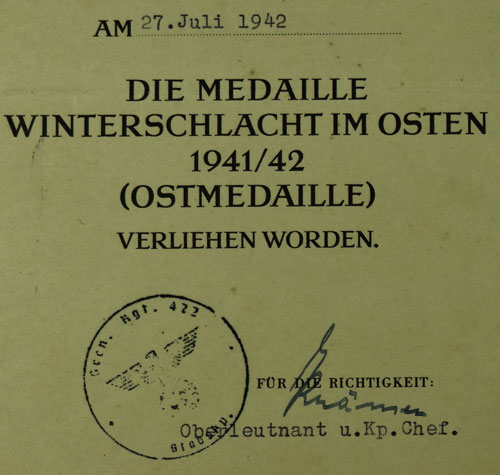 AM 27.Juli 1942
DIE MEDAILLE
WINTERSCHLACHT IM OSTEN
1941/42
(OSTMEDAILLE)
VERLIEHEN WORDEN.
Gren. Rgt. 422
FÜR DIE RICHTIGKEIT:
Oberleutnant u.Kp.Chef.